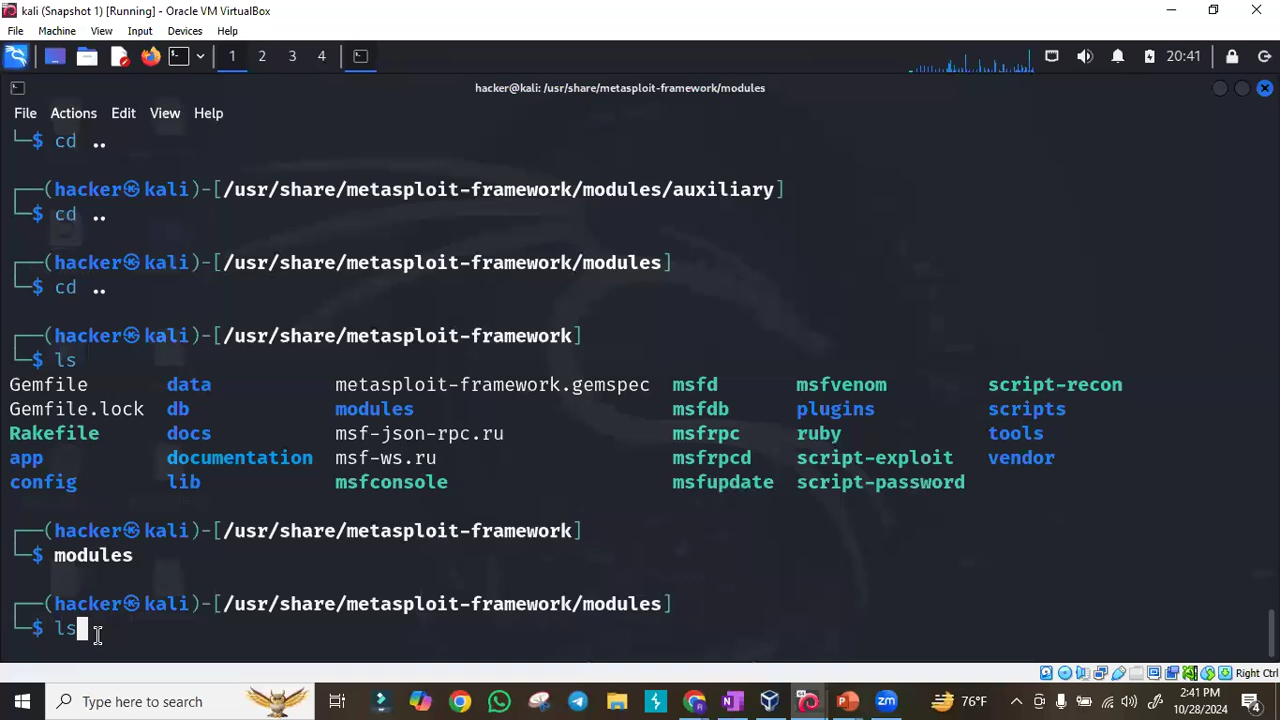 kali (Snapshot 1) [Running] - Oracle VM VirtualBox
File Machine View Input Devices Help
1 2 3 4 20:41
hacker@kali: /usr/share/metasploit-framework/modules
File Actions Edit View Help
└─$ cd ..
┌──(hacker㉿kali)-[/usr/share/metasploit-framework/modules/auxiliary]
└─$ cd ..
┌──(hacker㉿kali)-[/usr/share/metasploit-framework/modules]
└─$ cd ..
┌──(hacker㉿kali)-[/usr/share/metasploit-framework]
└─$ ls
Gemfile data metasploit-framework.gemspec msfd msfvenom script-recon
Gemfile.lock db modules msfdb plugins scripts
Rakefile docs msf-json-rpc.ru msfrpc ruby tools
app documentation msf-ws.ru msfrpcd script-exploit vendor
config lib msfconsole msfupdate script-password
┌──(hacker㉿kali)-[/usr/share/metasploit-framework]
└─$ modules
┌──(hacker㉿kali)-[/usr/share/metasploit-framework/modules]
└─$ ls
Right Ctrl
Type here to search 76°F 2:41 PM
10/28/2024 4